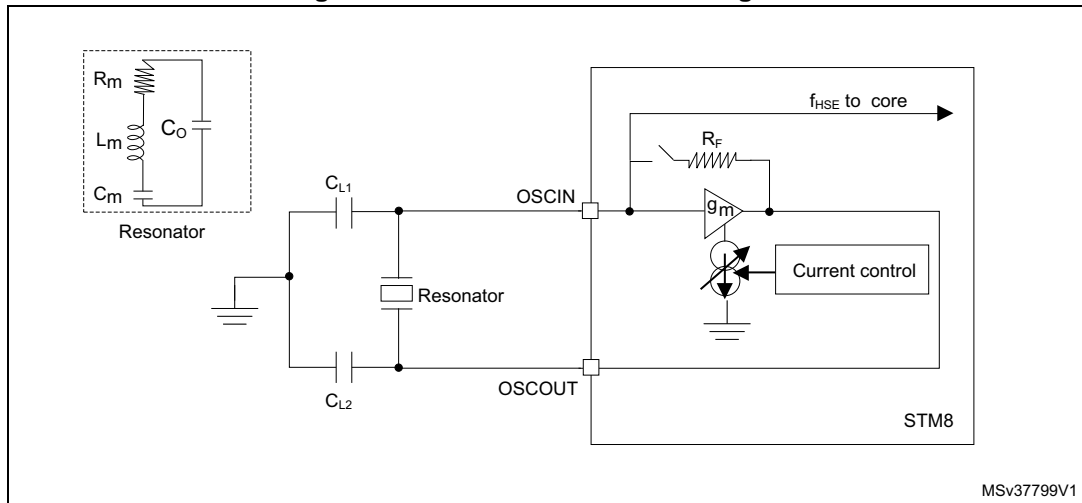 Rm
Lm
Cm
CO
Resonator
CL1
CL2
Resonator
OSCIN
OSCOUT
fHSE to core
RF
gm
Current control
STM8
MSv37799V1